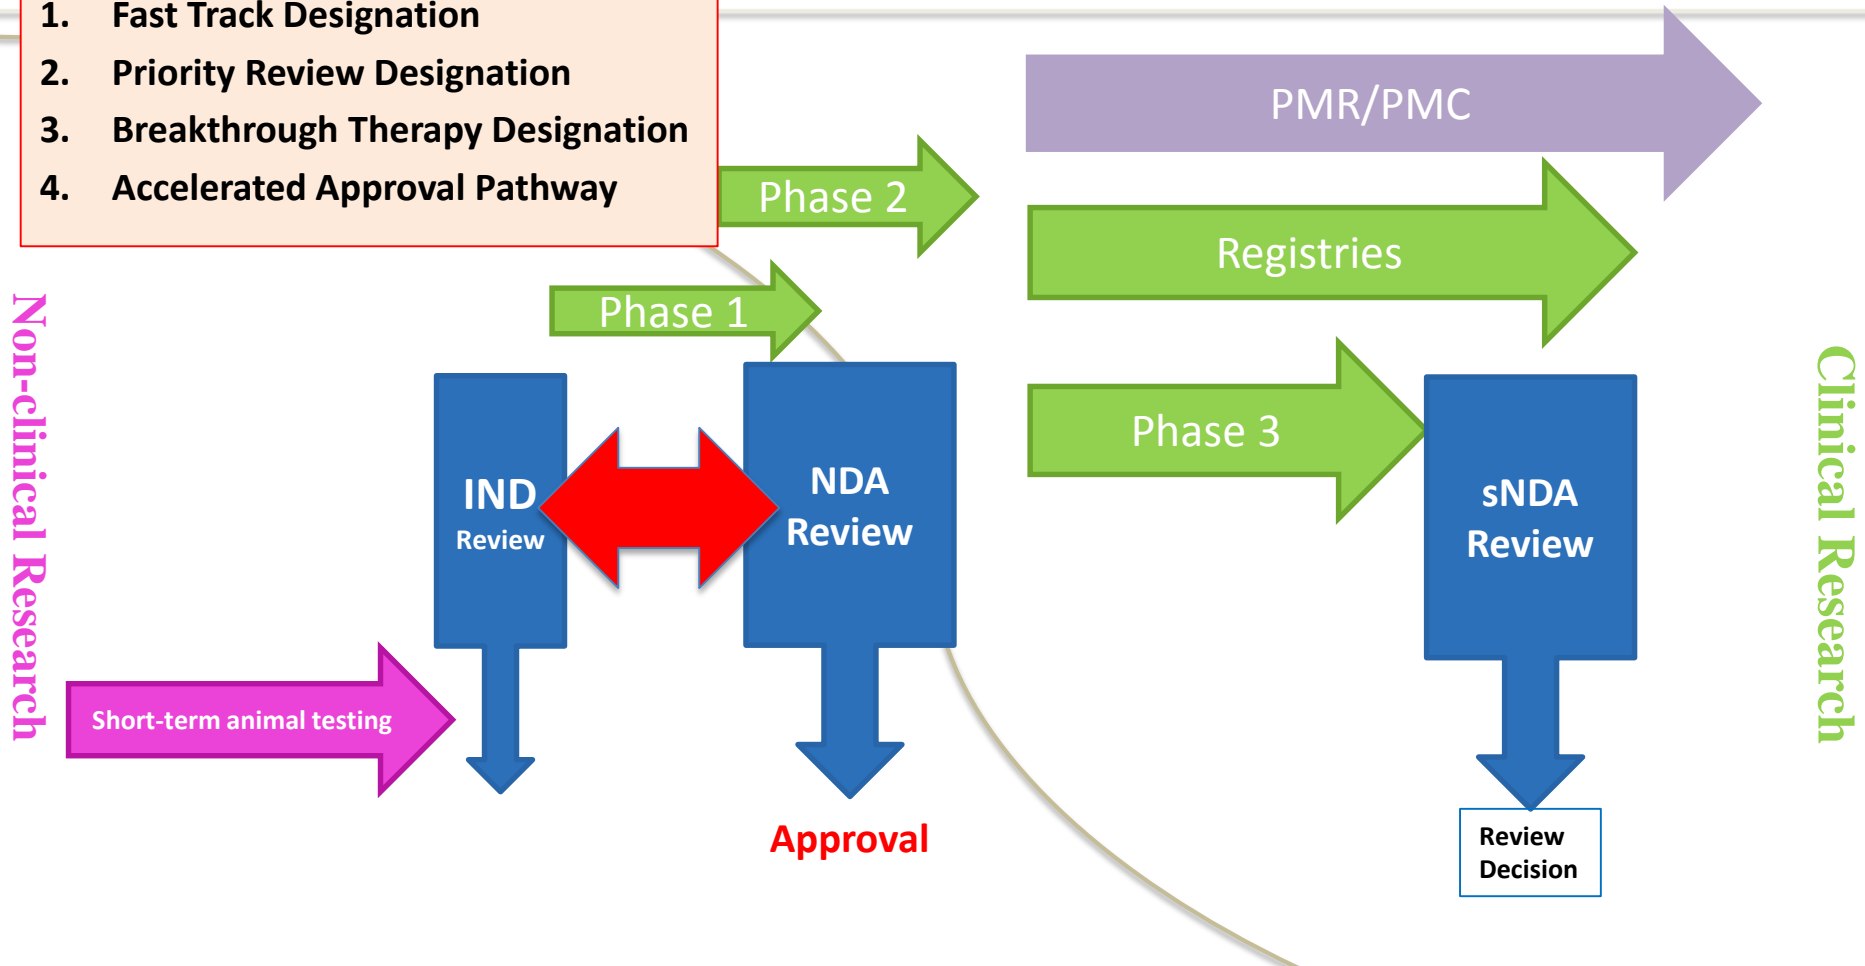 1. Fast Track Designation
2. Priority Review Designation
3. Breakthrough Therapy Designation
4. Accelerated Approval Pathway
PMR/PMC
Phase 2
Registries
Phase 1
Phase 3
Non-clinical Research
Clinical Research
IND
Review
NDA
Review
sNDA
Review
Short-term animal testing
Approval
Review
Decision